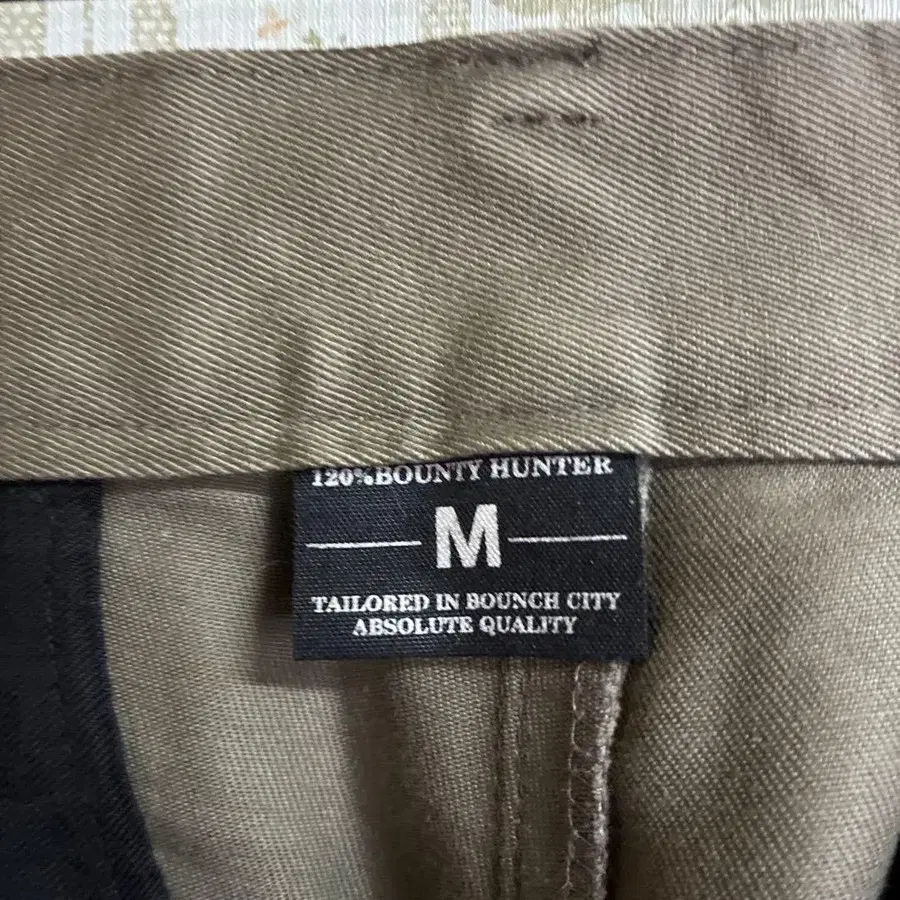 120%BOUNTY HUNTER
M
TAILORED IN BOUNCH CITY
ABSOLUTE QUALITY